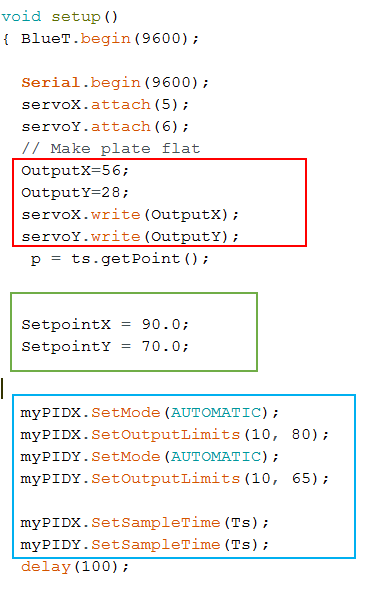 void setup()
{ BlueT.begin(9600);
Serial.begin(9600);
servoX.attach(5);
servoY.attach(6);
// Make plate flat
OutputX=56;
OutputY=28;
servoX.write(OutputX);
servoY.write(OutputY);
p = ts.getPoint();
SetpointX = 90.0;
SetpointY = 70.0;
myPIDX.SetMode(AUTOMATIC);
myPIDX.SetOutputLimits(10, 80);
myPIDY.SetMode(AUTOMATIC);
myPIDY.SetOutputLimits(10, 65);
myPIDX.SetSampleTime(Ts);
myPIDY.SetSampleTime(Ts);
delay(100);